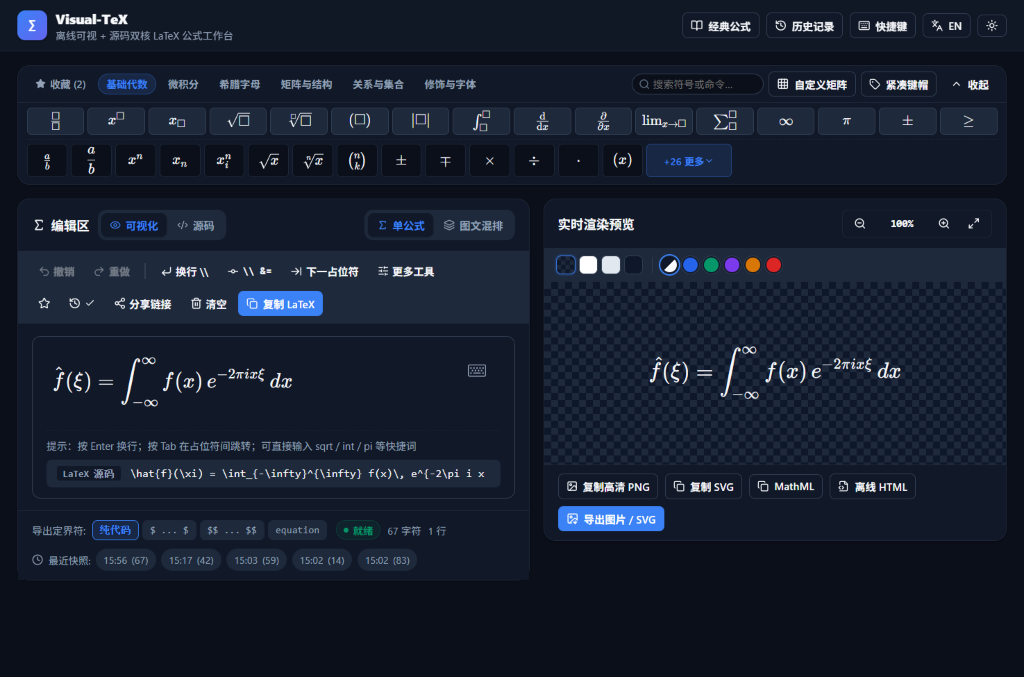 Σ Visual-TeX
离线可视 + 源码双核 LaTeX 公式工作台
经典公式 历史记录 快捷键 EN
收藏 (2) 基础代数 微积分 希腊字母 矩阵与结构 关系与集合 修饰与字体 搜索符号或命令... 自定义矩阵 紧凑键帽 收起
□/□ x^□ x_□ √□ □√□ (□) |□| ∫_□^□ d/dx ∂/∂x lim_{x→□} ∑_□^□ ∞ π ± ≥
a/b a/b xⁿ xₙ x_i^n √x ⁿ√x (n k) ± ∓ × ÷ · (x) +26 更多
Σ 编辑区 可视化 </> 源码 Σ 单公式 图文混排
撤销 重做 换行 \\ \\ &= 下一占位符 更多工具
分享链接 清空 复制 LaTeX
f̂(ξ) = ∫_{−∞}^{∞} f(x) e^{−2πixξ} dx
提示：按 Enter 换行；按 Tab 在占位符间跳转；可直接输入 sqrt / int / pi 等快捷词
LaTeX 源码 \hat{f}(\xi) = \int_{-\infty}^{\infty} f(x)\, e^{-2\pi i x
导出定界符: 纯代码 $ ... $ $$ ... $$ equation 就绪 67 字符 1 行
最近快照: 15:56 (67) 15:17 (42) 15:03 (59) 15:02 (14) 15:02 (83)
实时渲染预览 100%
f̂(ξ) = ∫_{−∞}^{∞} f(x) e^{−2πixξ} dx
复制高清 PNG 复制 SVG MathML 离线 HTML
导出图片 / SVG